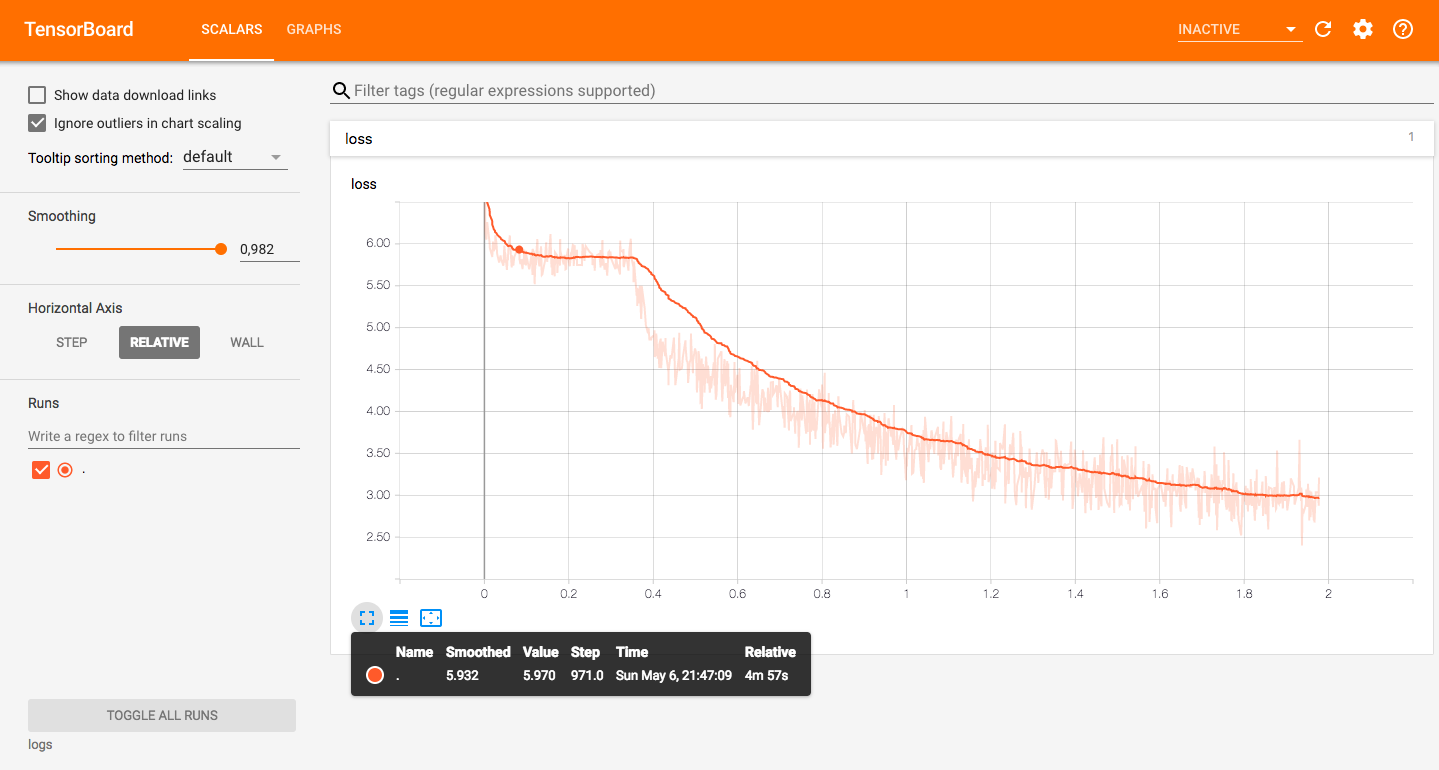 TensorBoard SCALARS GRAPHS INACTIVE
Show data download links
Ignore outliers in chart scaling
Tooltip sorting method: default
Smoothing
0,982
Horizontal Axis
STEP RELATIVE WALL
Runs
Write a regex to filter runs
.
TOGGLE ALL RUNS
logs
Filter tags (regular expressions supported)
loss 1
loss
6.00
5.50
5.00
4.50
4.00
3.50
3.00
2.50
0 0.2 0.4 0.6 0.8 1 1.2 1.4 1.6 1.8 2
Name Smoothed Value Step Time Relative
. 5.932 5.970 971.0 Sun May 6, 21:47:09 4m 57s